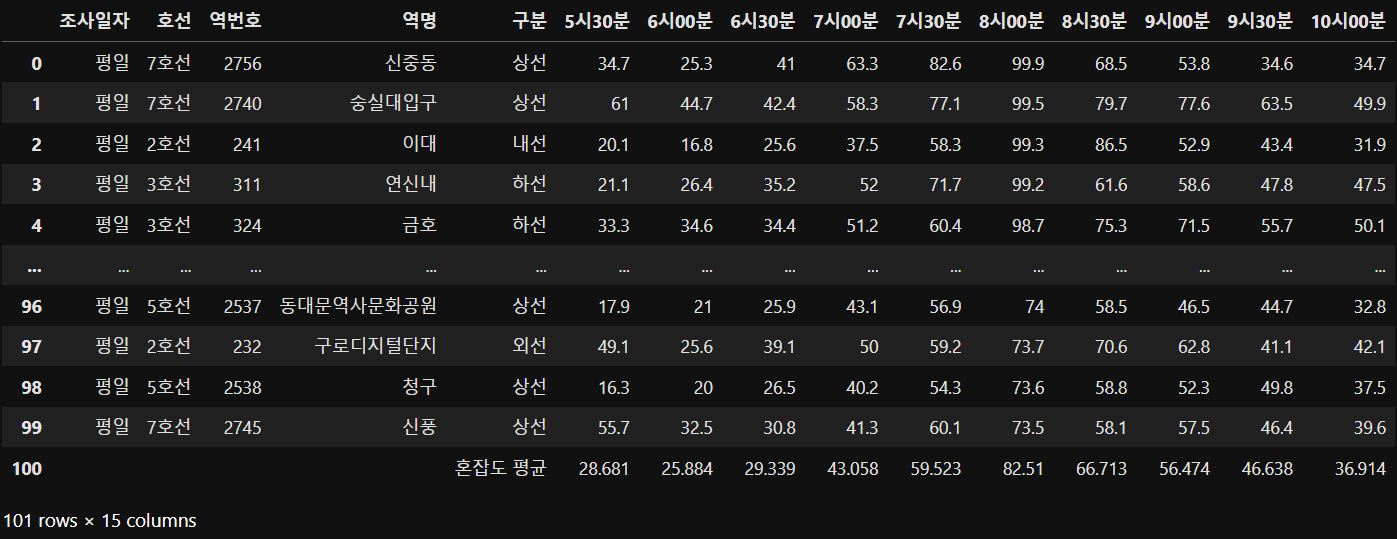 조사일자 호선 역번호 역명 구분 5시30분 6시00분 6시30분 7시00분 7시30분 8시00분 8시30분 9시00분 9시30분 10시00분
0 평일 7호선 2756 신중동 상선 34.7 25.3 41 63.3 82.6 99.9 68.5 53.8 34.6 34.7
1 평일 7호선 2740 숭실대입구 상선 61 44.7 42.4 58.3 77.1 99.5 79.7 77.6 63.5 49.9
2 평일 2호선 241 이대 내선 20.1 16.8 25.6 37.5 58.3 99.3 86.5 52.9 43.4 31.9
3 평일 3호선 311 연신내 하선 21.1 26.4 35.2 52 71.7 99.2 61.6 58.6 47.8 47.5
4 평일 3호선 324 금호 하선 33.3 34.6 34.4 51.2 60.4 98.7 75.3 71.5 55.7 50.1
... ... ... ... ... ... ... ... ... ... ... ... ... ... ... ...
96 평일 5호선 2537 동대문역사문화공원 상선 17.9 21 25.9 43.1 56.9 74 58.5 46.5 44.7 32.8
97 평일 2호선 232 구로디지털단지 외선 49.1 25.6 39.1 50 59.2 73.7 70.6 62.8 41.1 42.1
98 평일 5호선 2538 청구 상선 16.3 20 26.5 40.2 54.3 73.6 58.8 52.3 49.8 37.5
99 평일 7호선 2745 신풍 상선 55.7 32.5 30.8 41.3 60.1 73.5 58.1 57.5 46.4 39.6
100 혼잡도 평균 28.681 25.884 29.339 43.058 59.523 82.51 66.713 56.474 46.638 36.914
101 rows × 15 columns